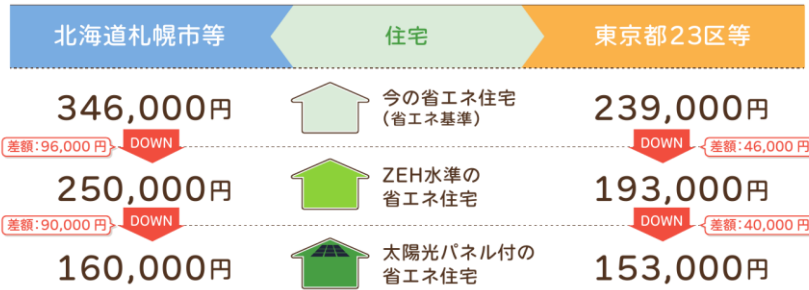 北海道札幌市等 住宅 東京都23区等
346,000円 今の省エネ住宅 239,000円
(省エネ基準)
差額:96,000円 DOWN DOWN 差額:46,000円
250,000円 ZEH水準の 193,000円
省エネ住宅
差額:90,000円 DOWN DOWN 差額:40,000円
160,000円 太陽光パネル付の 153,000円
省エネ住宅